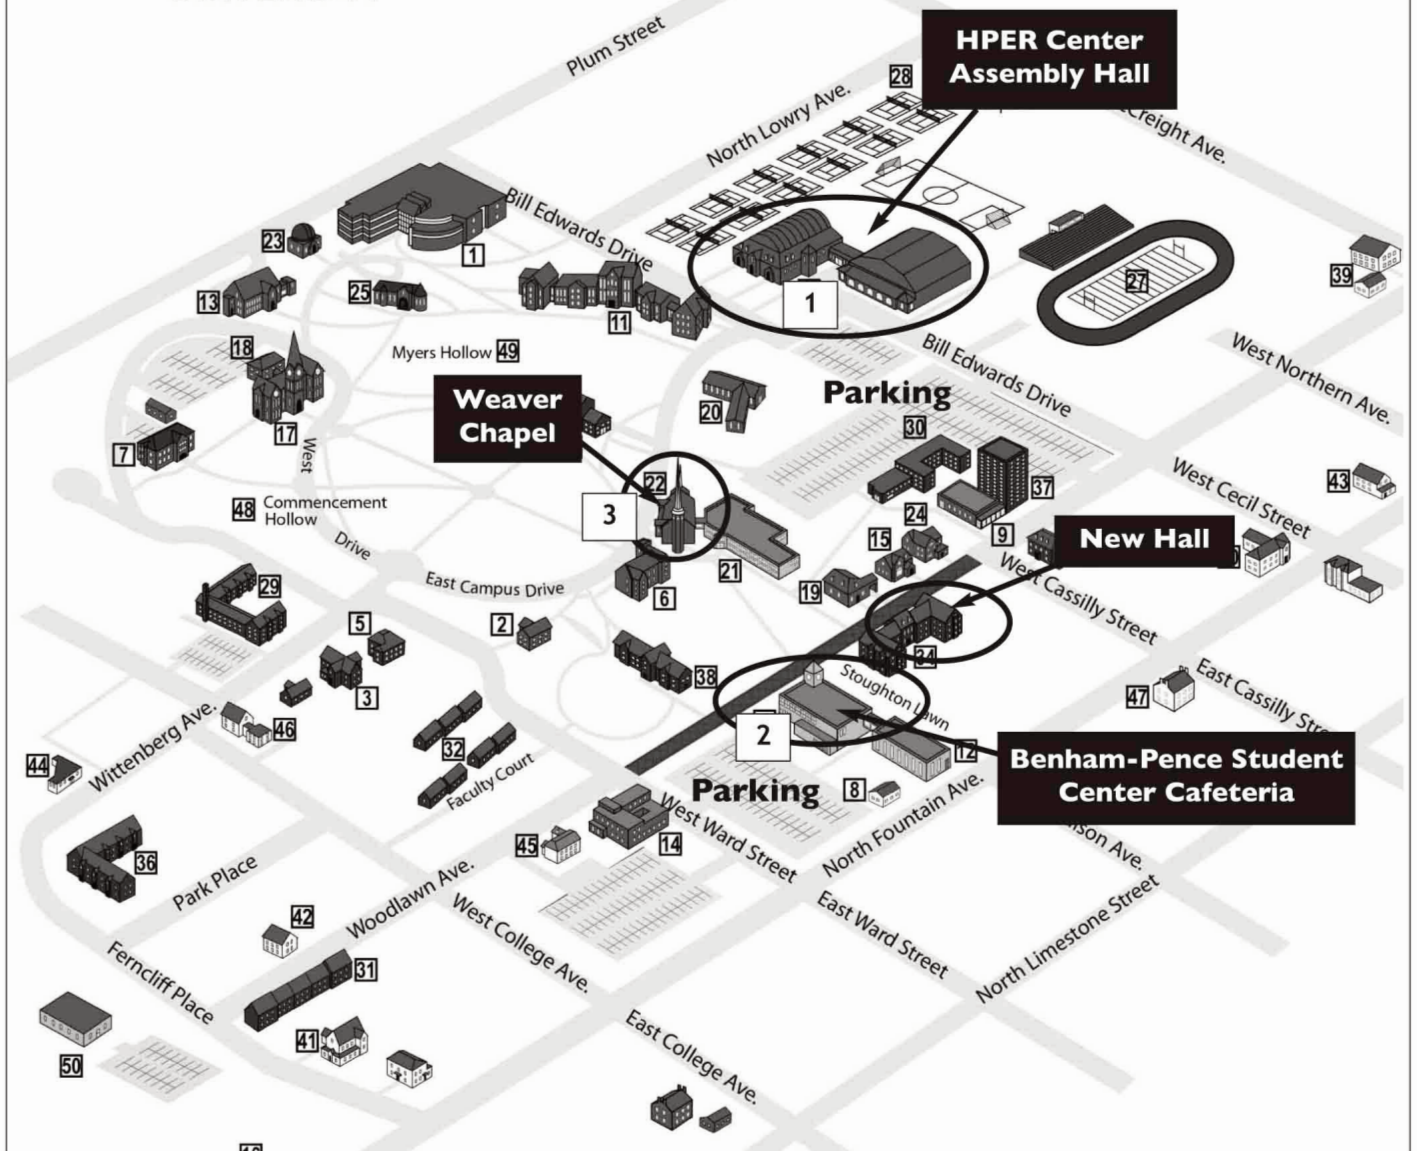 Plum Street
HPER Center
Assembly Hall
28
North Lowry Ave.
Creight Ave.
Bill Edwards Drive
23
1
39
13
25
11
1
27
18
Myers Hollow 49
Bill Edwards Drive
West Northern Ave.
Weaver
Chapel
20
Parking
30
17
7
West
22
37
43
West Cecil Street
48
Commencement
Hollow
3
24
9
New Hall
15
Drive
21
29
East Campus Drive
6
19
West Cassilly Street
5
2
34
3
38
Stoughton Lawn
47
East Cassilly
46
Wittenberg Ave.
32
2
12
Benham-Pence Student
Center Cafeteria
44
Faculty Court
Parking
8
North Fountain Ave.
45
14
West Ward Street
son Ave.
36
Park Place
Woodlawn Ave.
West College Ave.
East Ward Street
North Limestone Street
42
Ferncliff Place
31
41
50
East College Ave.